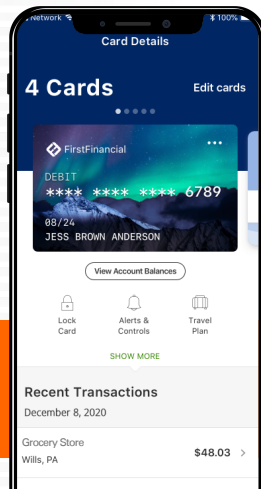 Network 100%
Card Details
4 Cards Edit cards
FirstFinancial
DEBIT
**** **** **** 6789
08/24
JESS BROWN ANDERSON
View Account Balances
Lock Card
Alerts & Controls
Travel Plan
SHOW MORE
Recent Transactions
December 8, 2020
Grocery Store
Wills, PA
$48.03 >